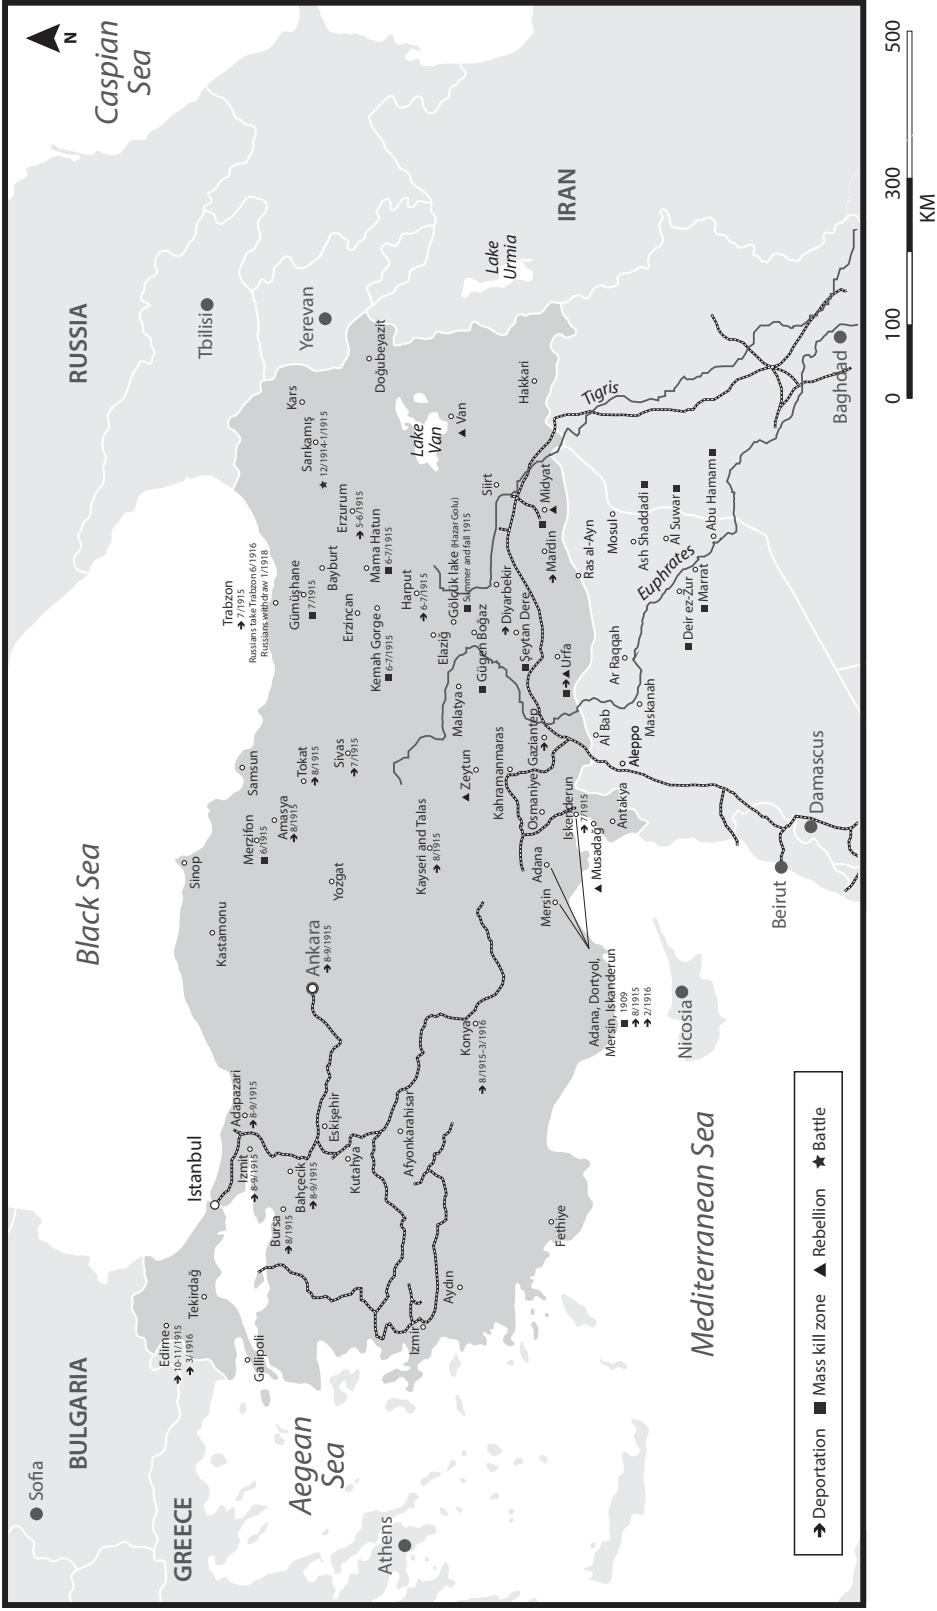 N
Caspian
Sea
Black Sea
RUSSIA
BULGARIA
Sofia
GREECE
Tbilisi
Yerevan
IRAN
Lake
Urmia
Aegean
Sea
Athens
Edirne
➔ 10-11/1915
➔ 3/1916
Tekirdağ
Gallipoli
Istanbul
Izmit
➔ 8-9/1915
Adapazari
➔ 8-9/1915
Bursa
➔ 8/1915
Bahçecik
➔ 8-9/1915
Eskişehir
Kutahya
Afyonkarahisar
Izmir
Aydın
Fethiye
Konya
➔ 8/1915–3/1916
Ankara
➔ 8-9/1915
Kastamonu
Sinop
Samsun
Merzifon
■ 6/1915
Amasya
➔ 8/1915
Tokat
➔ 8/1915
Sivas
➔ 7/1915
Yozgat
Kayseri and Talas
➔ 8/1915
Trabzon
➔ 7/1915
Russians take Trabzon 6/1916
Russians withdraw 1/1918
Gümüşhane
■ 7/1915
Bayburt
Erzincan
Kemah Gorge
■ 6-7/1915
Mama Hatun
■ 6-7/1915
Erzurum
➔ 5-6/1915
Sarıkamış
★ 12/1914-1/1915
Kars
Doğubeyazit
Lake
Van
▲ Van
Hakkari
Siirt
Harput
➔ 6-7/1915
Elaziğ
Gölcük lake (Hazar Golu)
■ Summer and fall 1915
Gügen Boğaz
Malatya
▲ Zeytun
Kahramanmaras
➔ Diyarbekir
■ Şeytan Dere
➔ Mardin
■ ▲ Midyat
■ ➔ ▲ Urfa
➔ Gaziantep
Osmaniye
Iskenderun
➔ 7/1915
▲ Musadağ
Antakya
Adana
Mersin
Adana, Dortyol,
Mersin, Iskanderun
■ 1909
➔ 8/1915
➔ 2/1916
Al Bab
Aleppo
Maskanah
Ar Raqqah
Ras al-Ayn
Mosul
Ash Shaddadi ■
Al Suwar ■
Abu Hamam ■
■ Deir ez-Zur
■ Marrat
Euphrates
Tigris
Baghdad
Damascus
Beirut
Nicosia
Mediterranean Sea
➔ Deportation ■ Mass kill zone ▲ Rebellion ★ Battle
0 100 300 500
KM